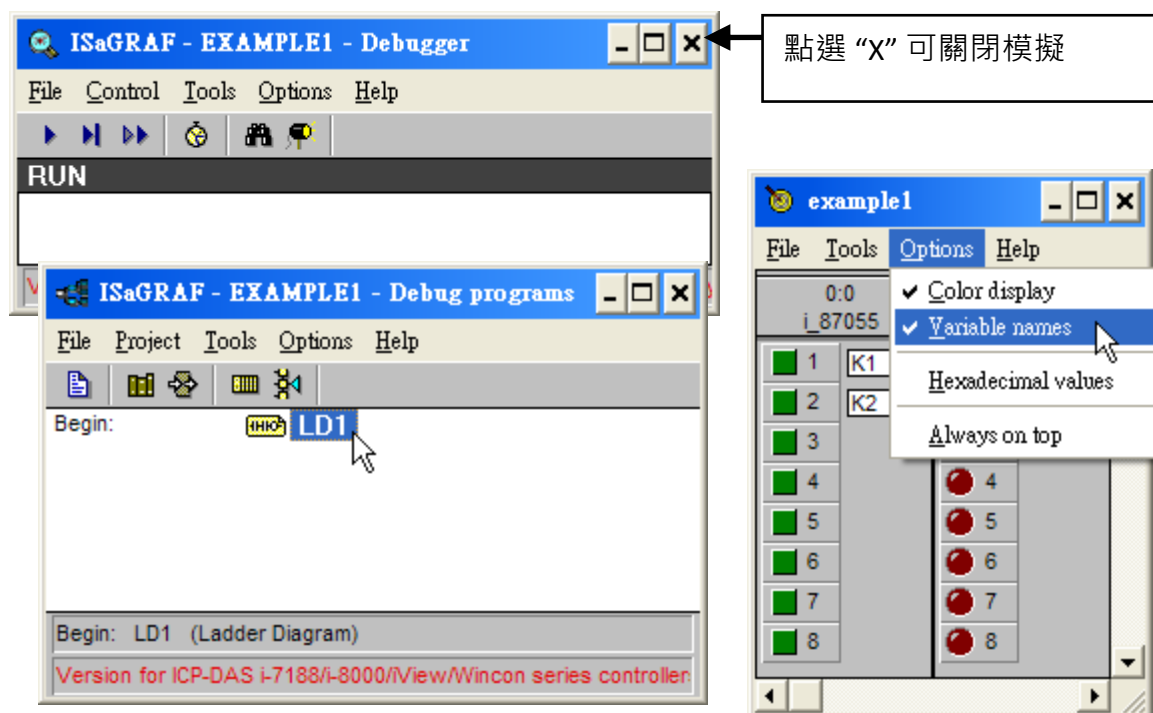 ISaGRAF - EXAMPLE1 - Debugger
File Control Tools Options Help
RUN
點選 “X” 可關閉模擬
ISaGRAF - EXAMPLE1 - Debug programs
File Project Tools Options Help
Begin: LD1
Begin: LD1 (Ladder Diagram)
Version for ICP-DAS i-7188/i-8000/iView/Wincon series controller
example1
File Tools Options Help
0:0
i_87055
Color display
Variable names
Hexadecimal values
Always on top
1 K1
2 K2
3
4 4
5 5
6 6
7 7
8 8